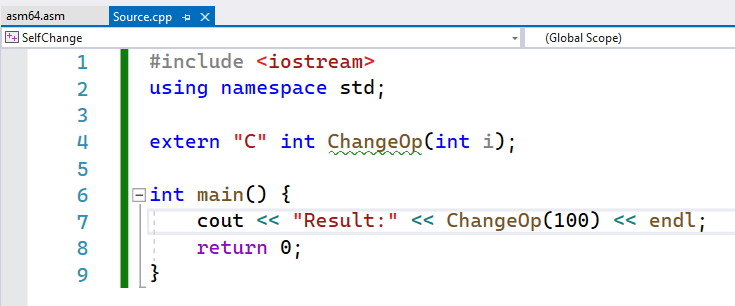 asm64.asm Source.cpp
SelfChange (Global Scope)
1 #include <iostream>
2 using namespace std;
3
4 extern "C" int ChangeOp(int i);
5
6 int main() {
7 cout << "Result:" << ChangeOp(100) << endl;
8 return 0;
9 }